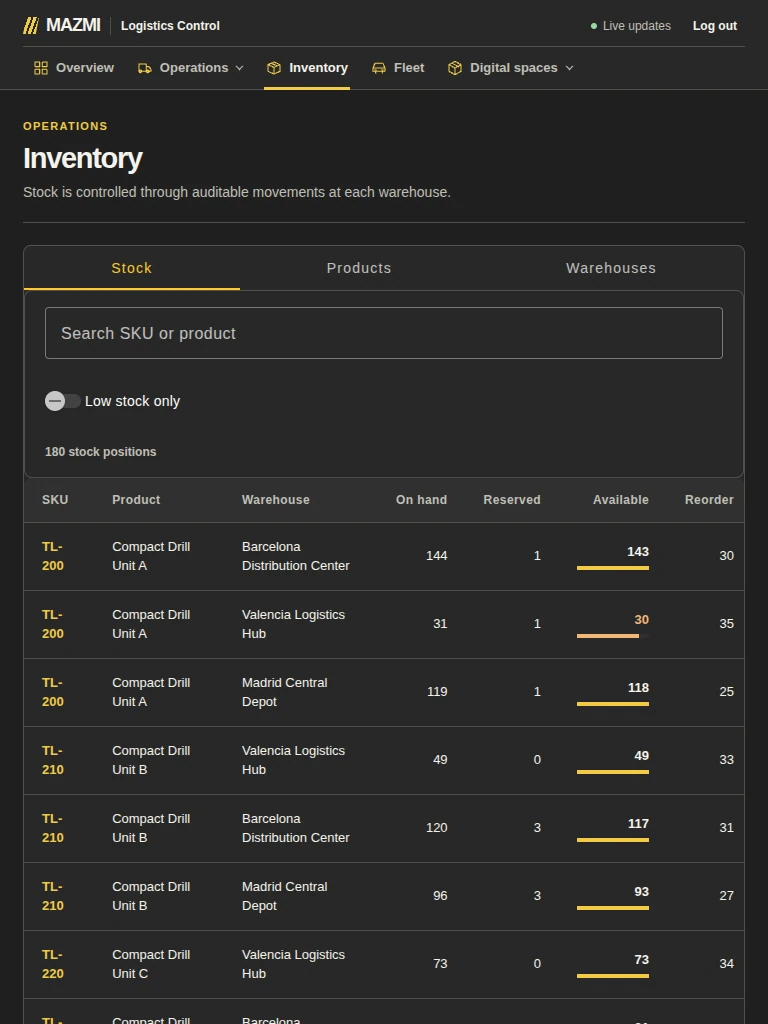 MAZMI Logistics Control
Live updates Log out
Overview Operations Inventory Fleet Digital spaces
OPERATIONS
Inventory
Stock is controlled through auditable movements at each warehouse.
Stock Products Warehouses
Search SKU or product
Low stock only
180 stock positions
SKU Product Warehouse On hand Reserved Available Reorder
TL-200 Compact Drill Unit A Barcelona Distribution Center 144 1 143 30
TL-200 Compact Drill Unit A Valencia Logistics Hub 31 1 30 35
TL-200 Compact Drill Unit A Madrid Central Depot 119 1 118 25
TL-210 Compact Drill Unit B Valencia Logistics Hub 49 0 49 33
TL-210 Compact Drill Unit B Barcelona Distribution Center 120 3 117 31
TL-210 Compact Drill Unit B Madrid Central Depot 96 3 93 27
TL-220 Compact Drill Unit C Valencia Logistics Hub 73 0 73 34
TL- Compact Drill Barcelona